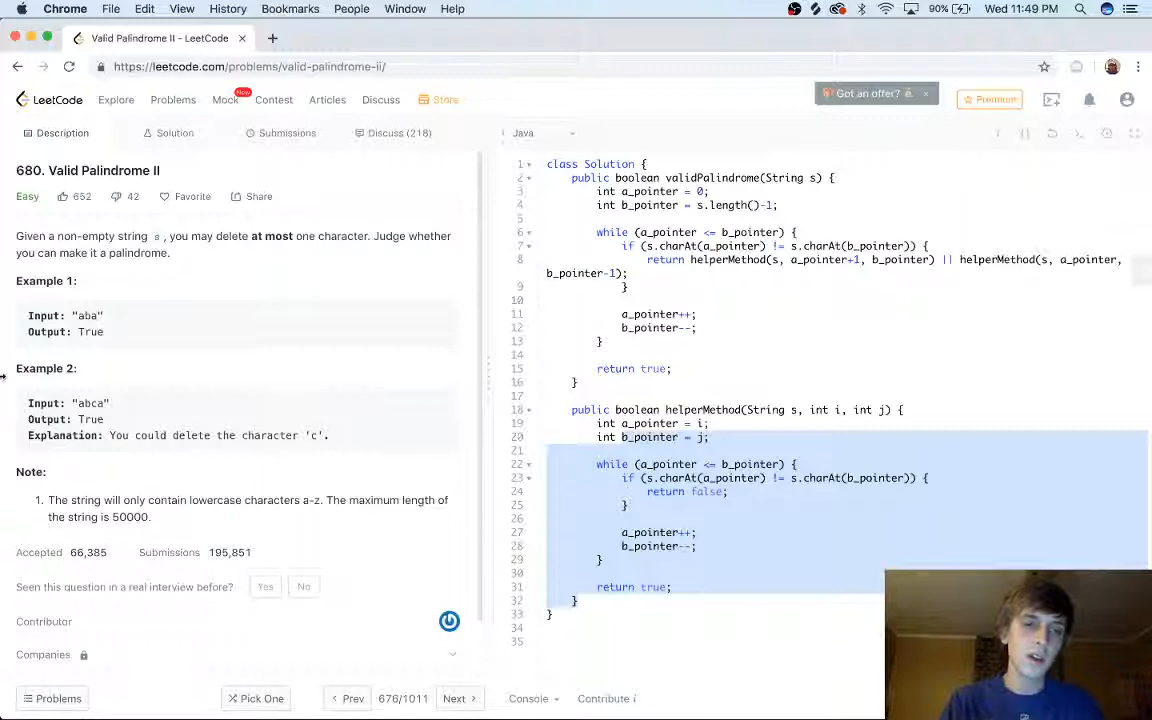 Chrome File Edit View History Bookmarks People Window Help 90% Wed 11:49 PM
Valid Palindrome II - LeetCode
https://leetcode.com/problems/valid-palindrome-ii/
LeetCode Explore Problems Mock New Contest Articles Discuss Store Got an offer? × Premium
Description Solution Submissions Discuss (218) Java
680. Valid Palindrome II
Easy 652 42 Favorite Share
Given a non-empty string s, you may delete at most one character. Judge whether
you can make it a palindrome.
Example 1:
Input: "aba"
Output: True
Example 2:
Input: "abca"
Output: True
Explanation: You could delete the character 'c'.
Note:
1. The string will only contain lowercase characters a-z. The maximum length of
the string is 50000.
Accepted 66,385 Submissions 195,851
Seen this question in a real interview before? Yes No
Contributor
Companies
Problems Pick One < Prev 676/1011 Next >
1 class Solution {
2 public boolean validPalindrome(String s) {
3 int a_pointer = 0;
4 int b_pointer = s.length()-1;
5
6 while (a_pointer <= b_pointer) {
7 if (s.charAt(a_pointer) != s.charAt(b_pointer)) {
8 return helperMethod(s, a_pointer+1, b_pointer) || helperMethod(s, a_pointer,
b_pointer-1);
9 }
10
11 a_pointer++;
12 b_pointer--;
13 }
14
15 return true;
16 }
17
18 public boolean helperMethod(String s, int i, int j) {
19 int a_pointer = i;
20 int b_pointer = j;
21
22 while (a_pointer <= b_pointer) {
23 if (s.charAt(a_pointer) != s.charAt(b_pointer)) {
24 return false;
25 }
26
27 a_pointer++;
28 b_pointer--;
29 }
30
31 return true;
32 }
33 }
34
35
Console Contribute i